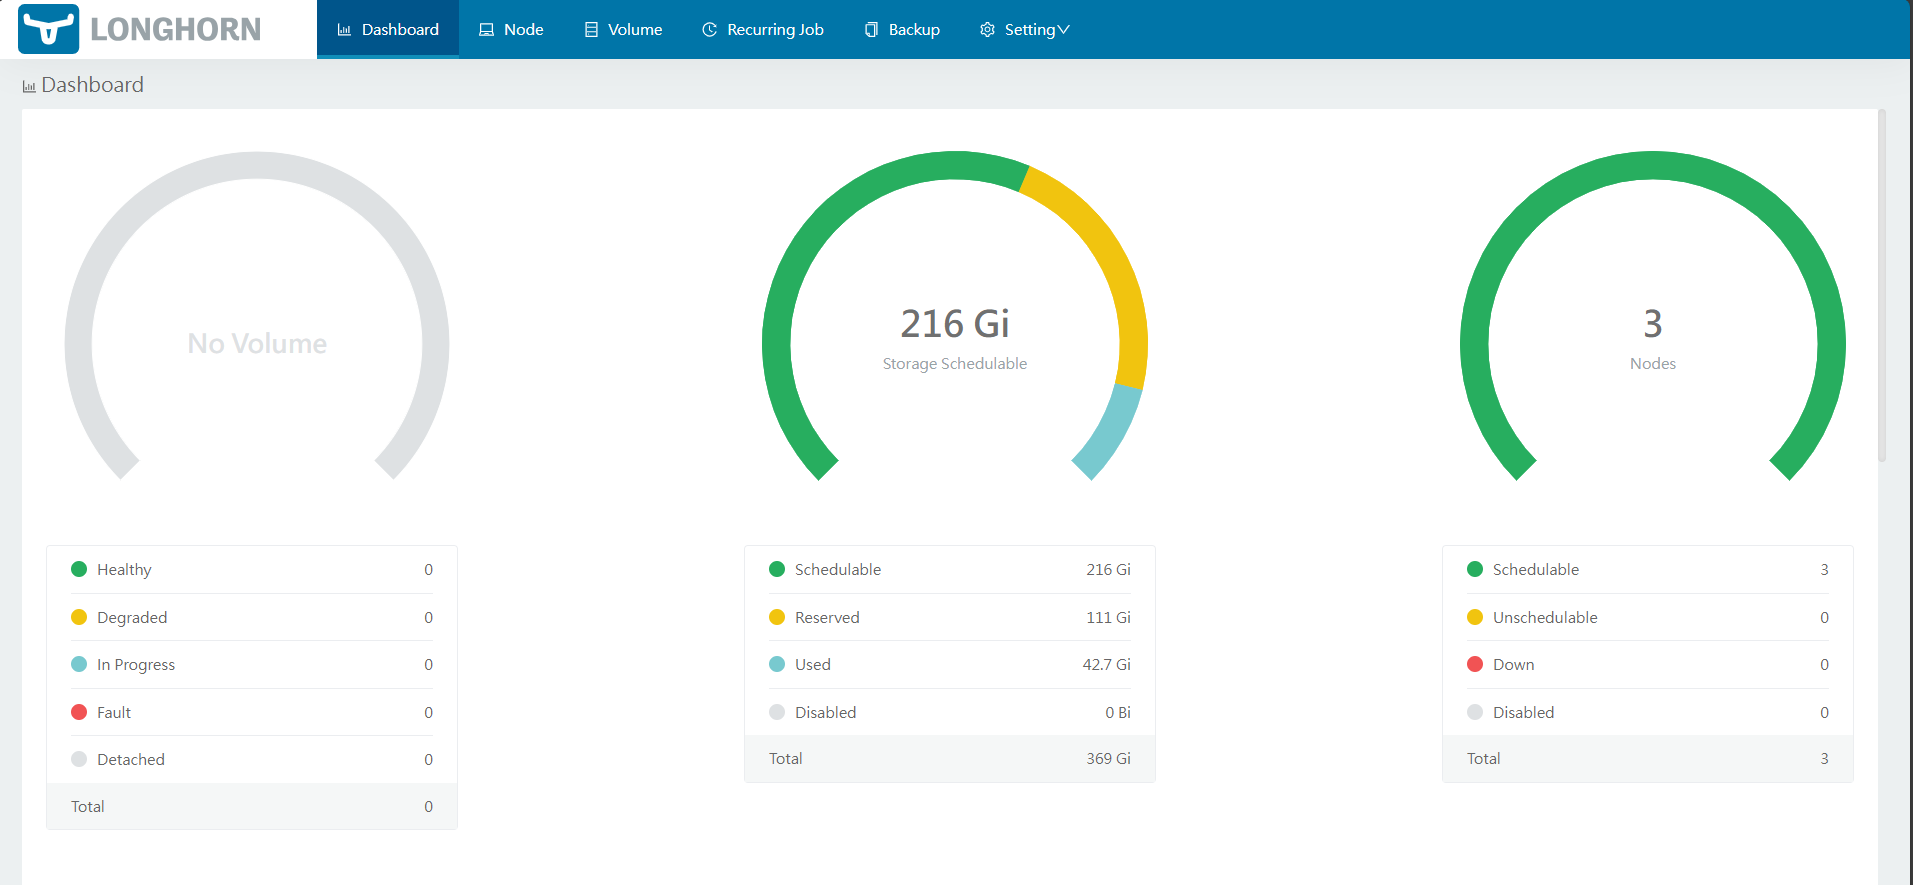 LONGHORN
Dashboard
Node
Volume
Recurring Job
Backup
Setting
Dashboard
No Volume
Healthy 0
Degraded 0
In Progress 0
Fault 0
Detached 0
Total 0
216 Gi
Storage Schedulable
Schedulable 216 Gi
Reserved 111 Gi
Used 42.7 Gi
Disabled 0 Bi
Total 369 Gi
3
Nodes
Schedulable 3
Unschedulable 0
Down 0
Disabled 0
Total 3